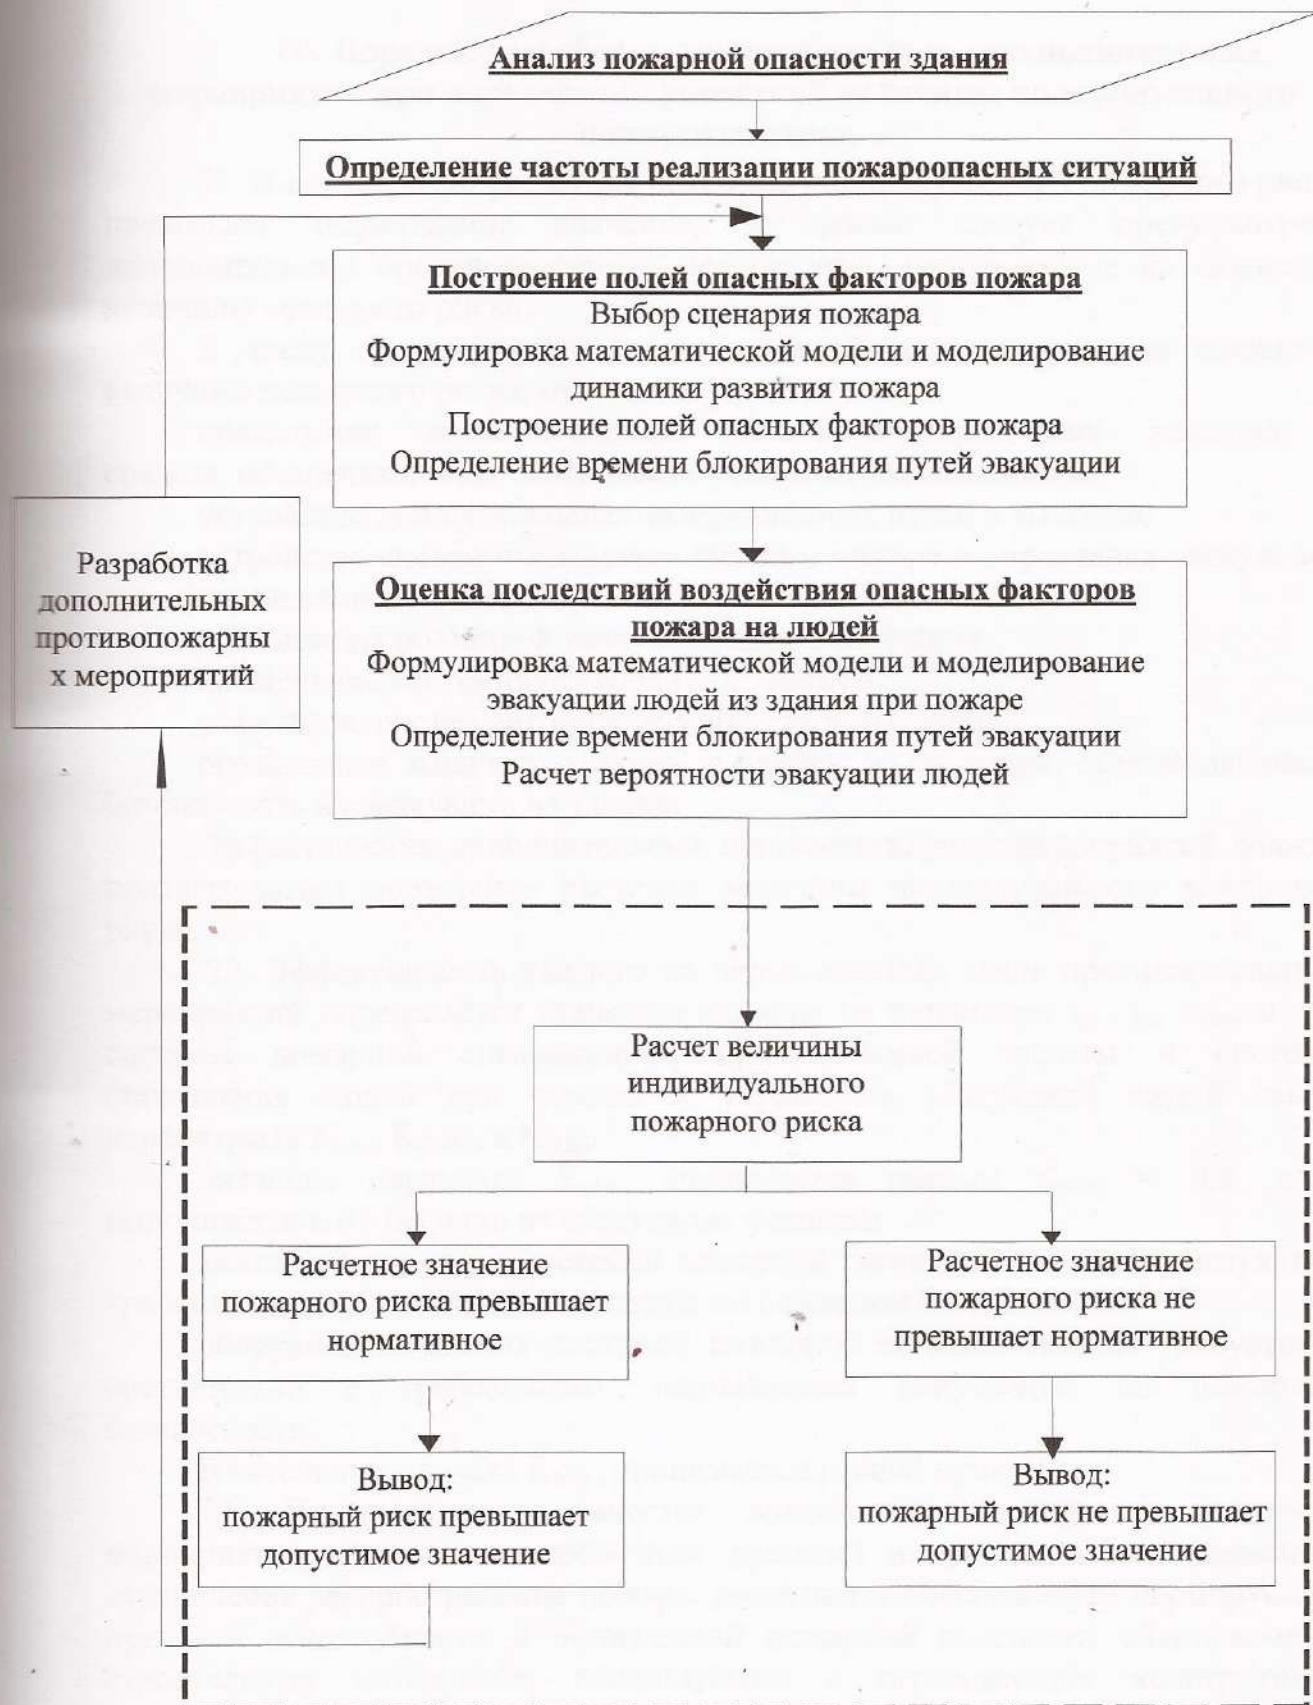 Анализ пожарной опасности здания
Определение частоты реализации пожароопасных ситуаций
Построение полей опасных факторов пожара
Выбор сценария пожара
Формулировка математической модели и моделирование
динамики развития пожара
Построение полей опасных факторов пожара
Определение времени блокирования путей эвакуации
Разработка
дополнительных
противопожарны
х мероприятий
Оценка последствий воздействия опасных факторов
пожара на людей
Формулировка математической модели и моделирование
эвакуации людей из здания при пожаре
Определение времени блокирования путей эвакуации
Расчет вероятности эвакуации людей
Расчет величины
индивидуального
пожарного риска
Расчетное значение
пожарного риска превышает
нормативное
Расчетное значение
пожарного риска не
превышает нормативное
Вывод:
пожарный риск превышает
допустимое значение
Вывод:
пожарный риск не превышает
допустимое значение